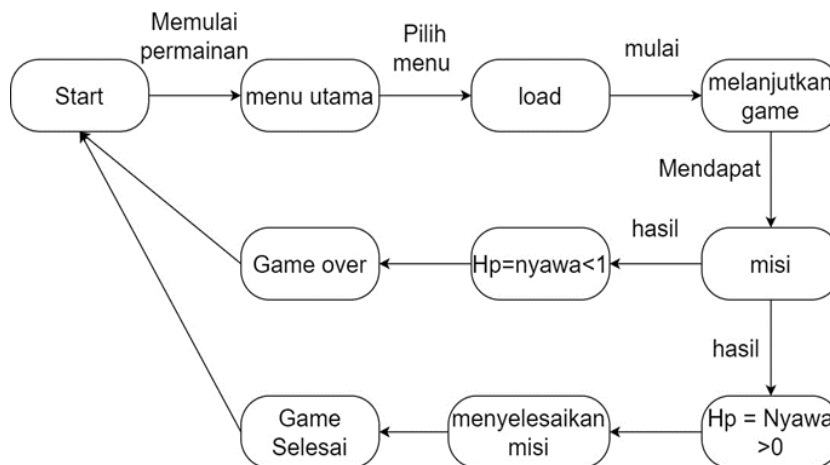 Memulai
permainan
Pilih
menu
mulai
Start
menu utama
load
melanjutkan
game
Mendapat
hasil
Game over
Hp=nyawa<1
misi
hasil
Game
Selesai
menyelesaikan
misi
Hp = Nyawa
>0